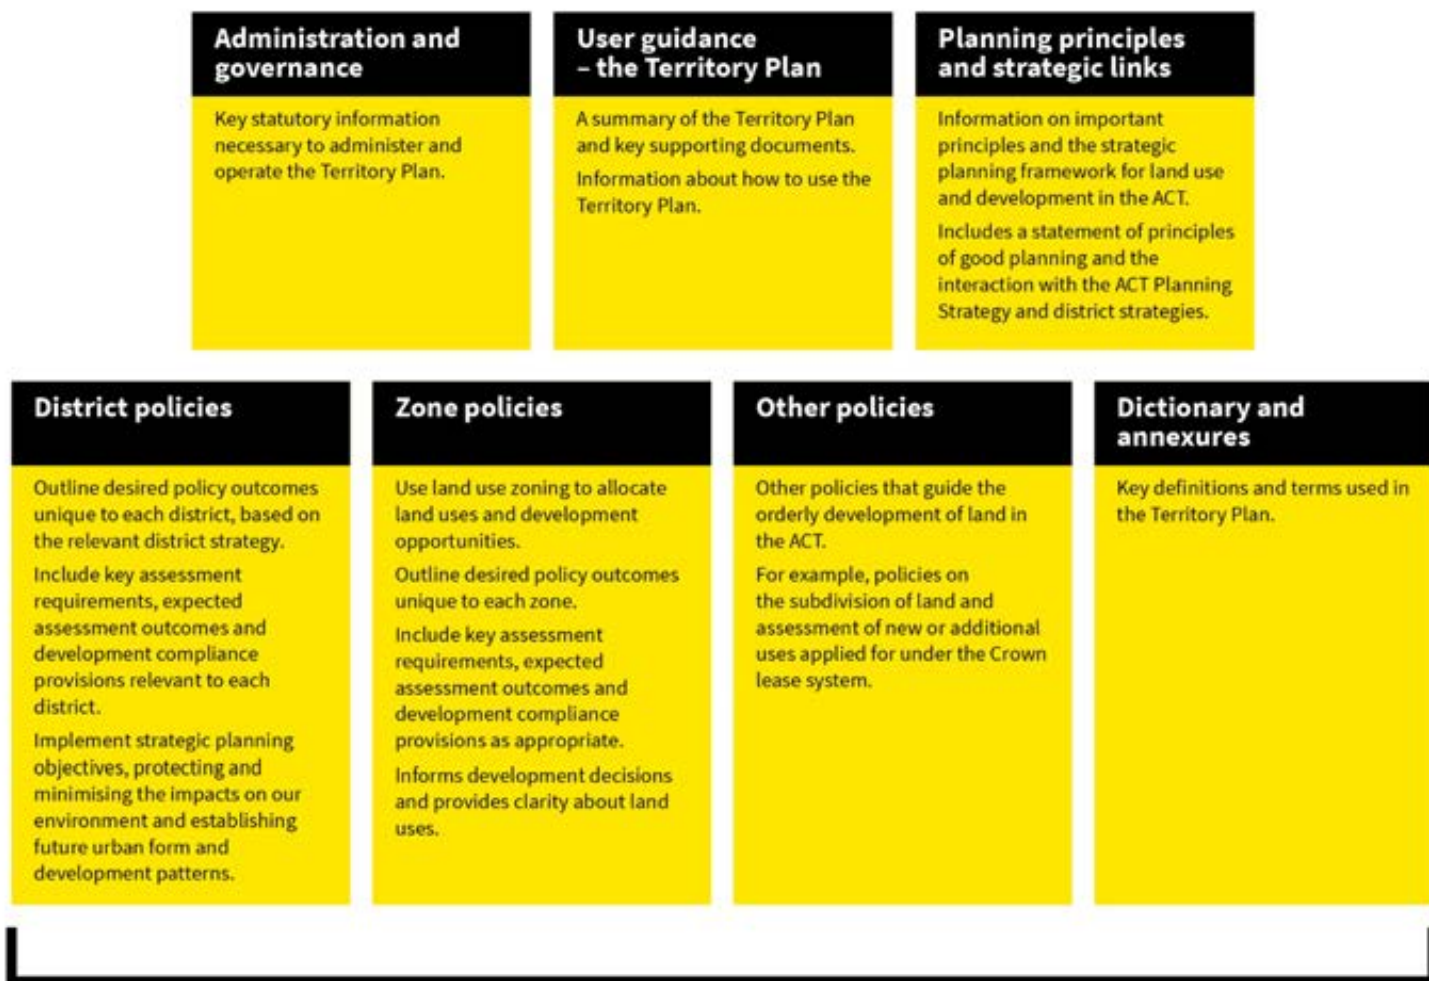 Administration and
governance
Key statutory information
necessary to administer and
operate the Territory Plan.
User guidance
– the Territory Plan
A summary of the Territory Plan
and key supporting documents.
Information about how to use the
Territory Plan.
Planning principles
and strategic links
Information on important
principles and the strategic
planning framework for land use
and development in the ACT.
Includes a statement of principles
of good planning and the
interaction with the ACT Planning
Strategy and district strategies.
District policies
Outline desired policy outcomes
unique to each district, based on
the relevant district strategy.
Include key assessment
requirements, expected
assessment outcomes and
development compliance
provisions relevant to each
district.
Implement strategic planning
objectives, protecting and
minimising the impacts on our
environment and establishing
future urban form and
development patterns.
Zone policies
Use land use zoning to allocate
land uses and development
opportunities.
Outline desired policy outcomes
unique to each zone.
Include key assessment
requirements, expected
assessment outcomes and
development compliance
provisions as appropriate.
Informs development decisions
and provides clarity about land
uses.
Other policies
Other policies that guide the
orderly development of land in
the ACT.
For example, policies on
the subdivision of land and
assessment of new or additional
uses applied for under the Crown
lease system.
Dictionary and
annexures
Key definitions and terms used in
the Territory Plan.